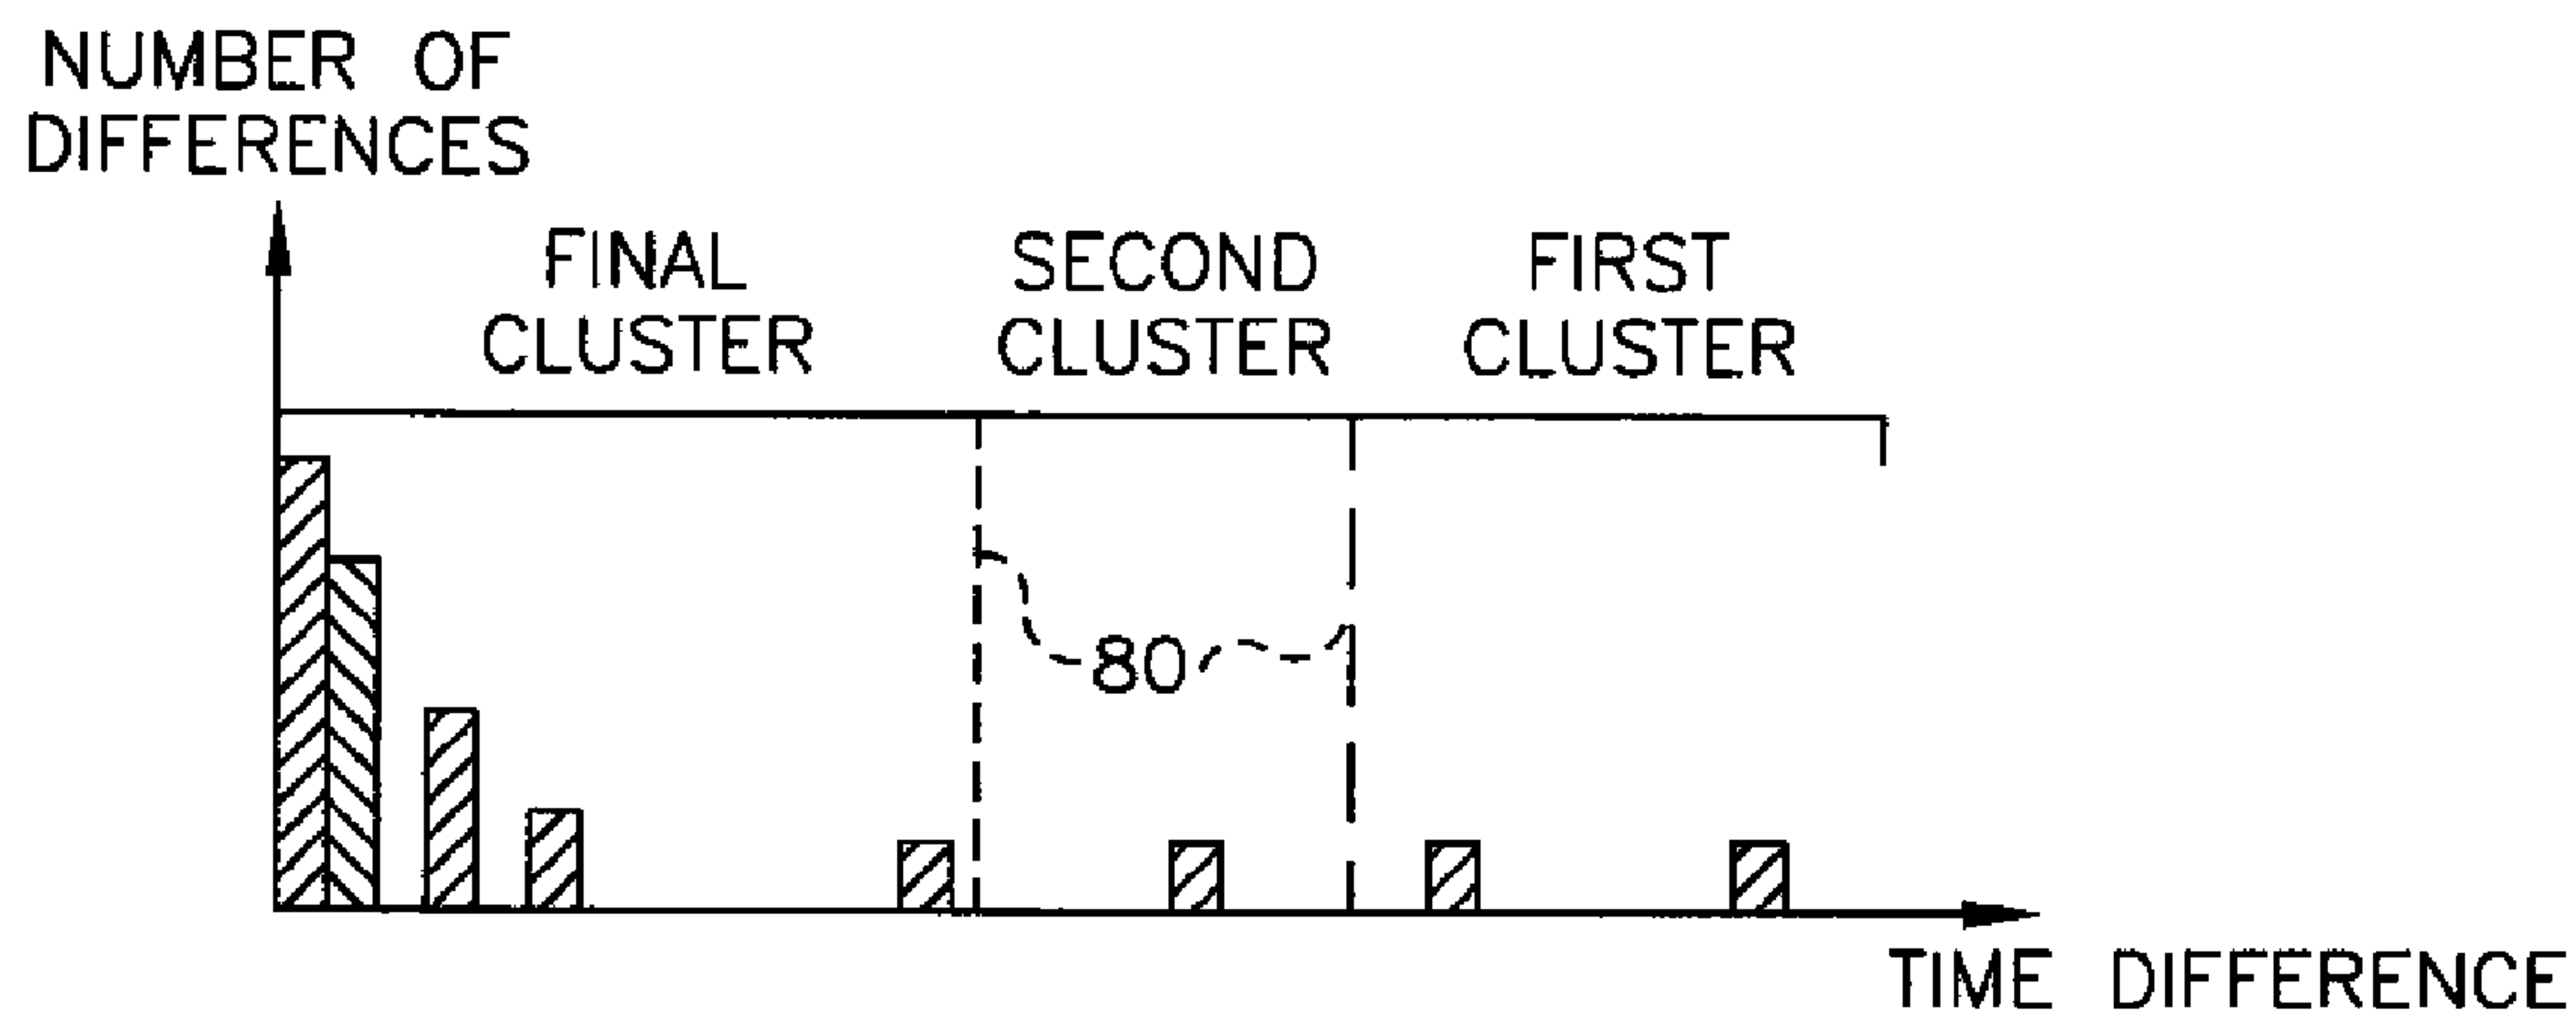 NUMBER OF
DIFFERENCES
FINAL
CLUSTER
SECOND
CLUSTER
FIRST
CLUSTER
80
TIME DIFFERENCE